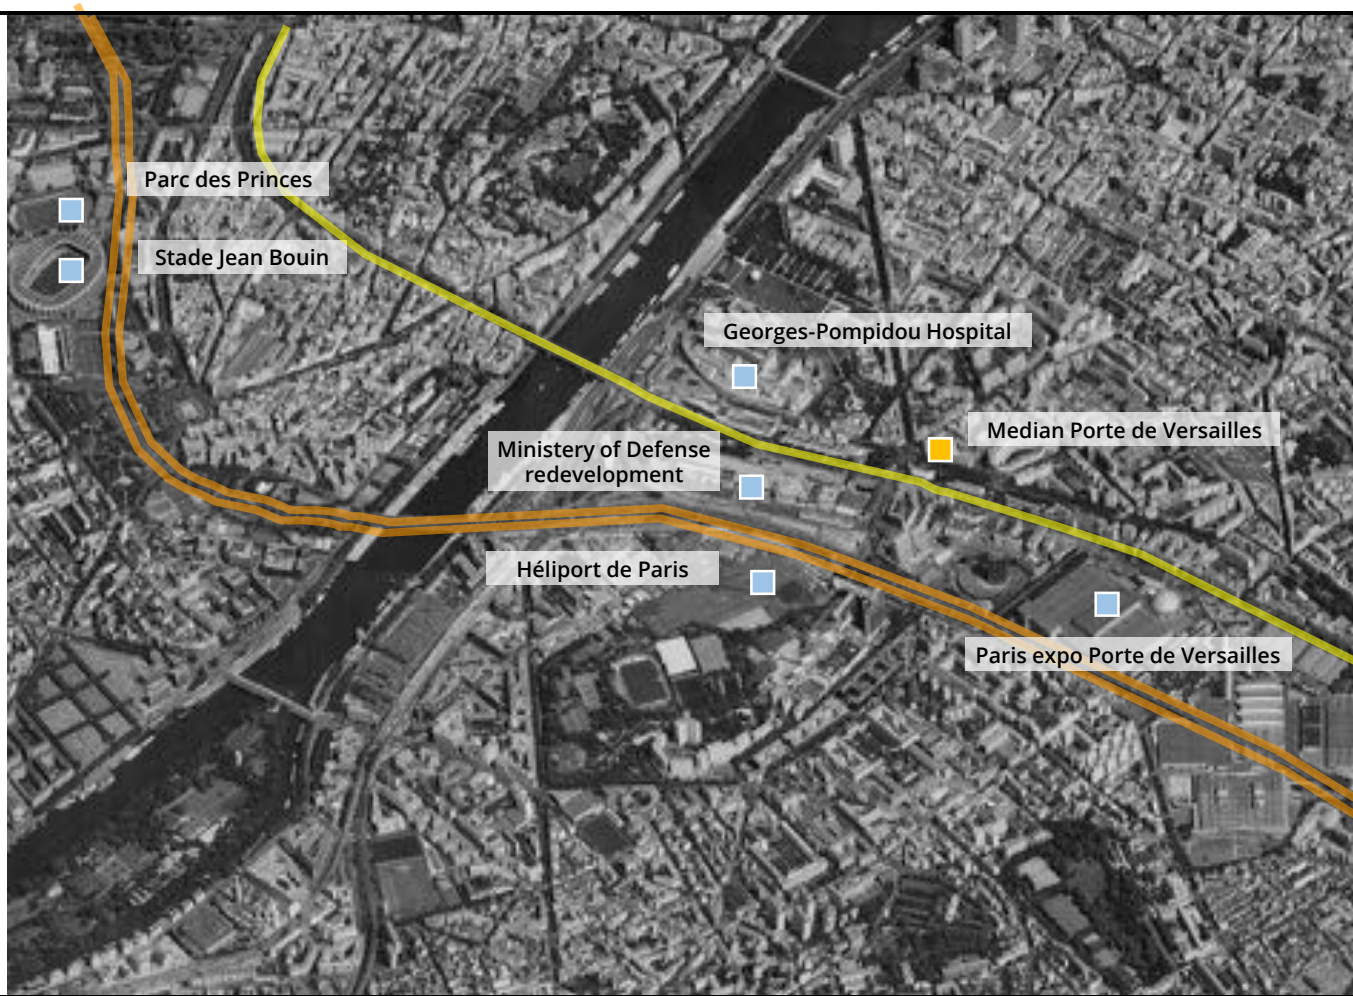 Parc des Princes
Stade Jean Bouin
Georges-Pompidou Hospital
Median Porte de Versailles
Ministery of Defense
redevelopment
Héliport de Paris
Paris expo Porte de Versailles